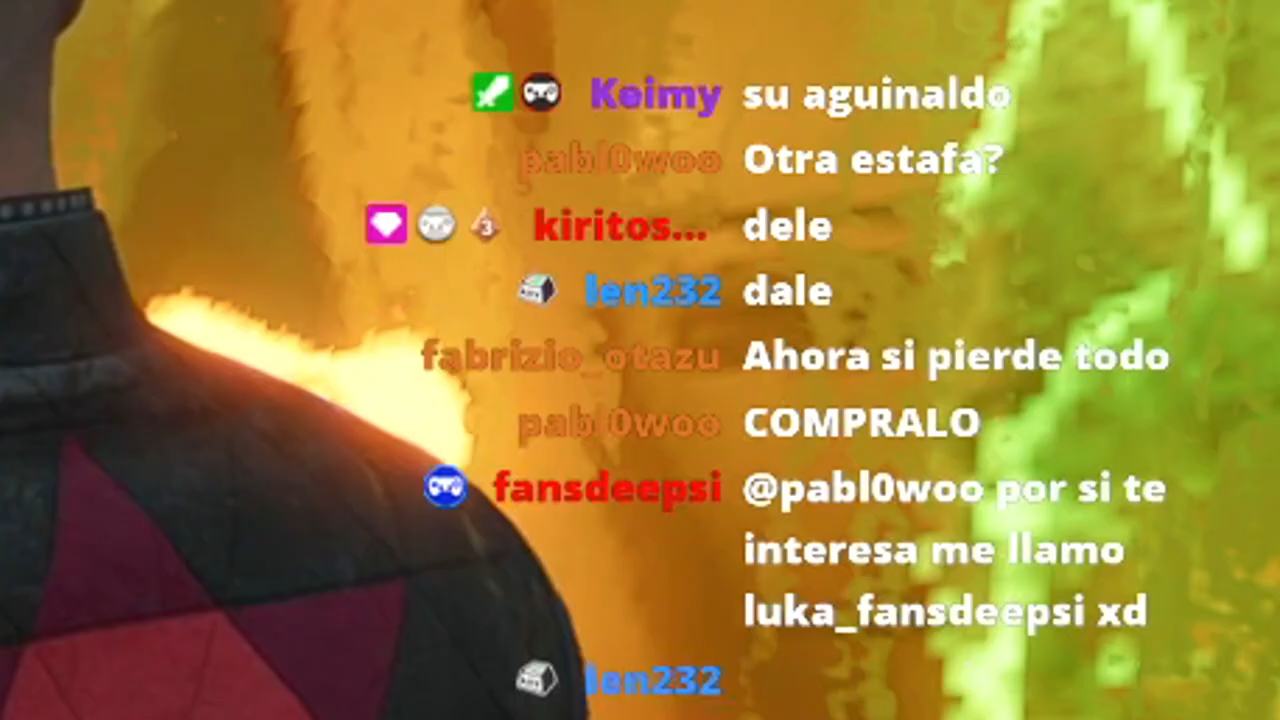 Keimy su aguinaldo
pabl0woo Otra estafa?
kiritos... dele
len232 dale
fabrizio_otazu Ahora si pierde todo
pabl0woo COMPRALO
fansdeepsi @pabl0woo por si te
interesa me llamo
luka_fansdeepsi xd
len232